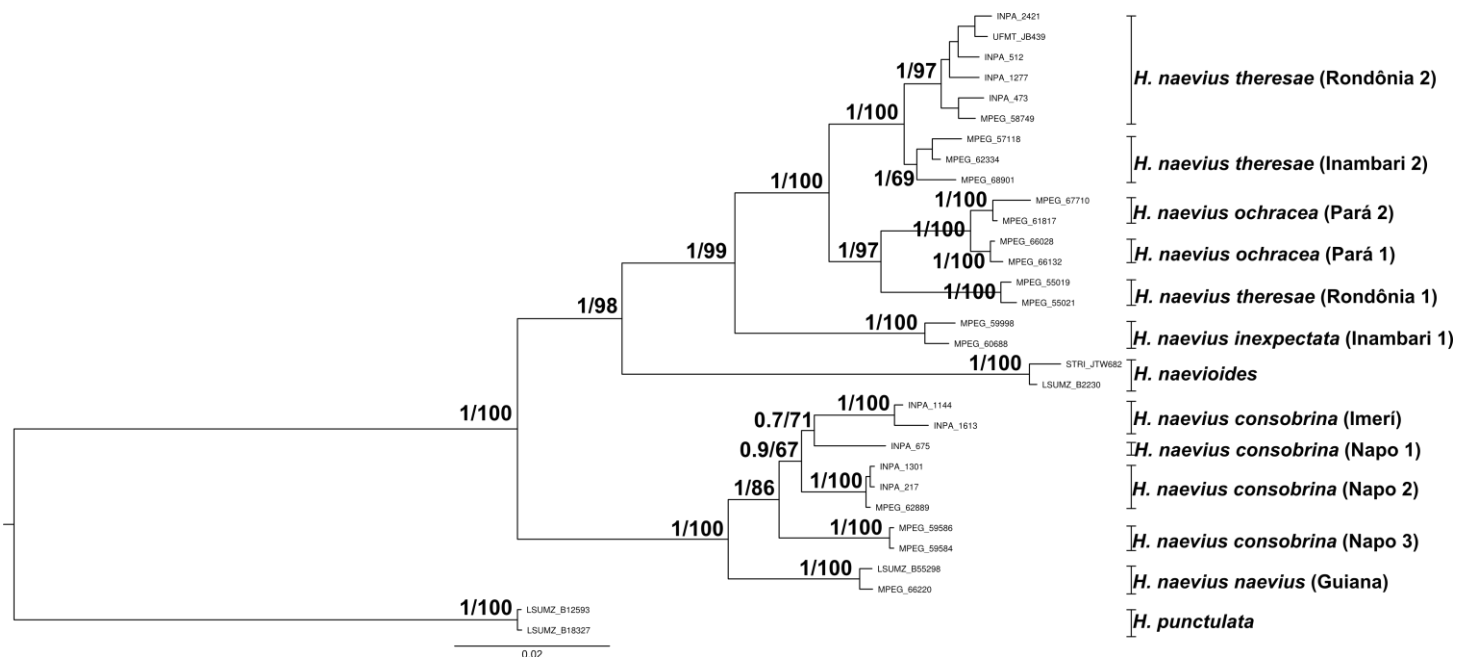 INPA_2421
UFMT_JB439
INPA_512
1/97
INPA_1277
H. naevius theresae (Rondônia 2)
INPA_473
1/100
MPEG_58749
MPEG_57118
MPEG_62334
H. naevius theresae (Inambari 2)
1/69
MPEG_68901
1/100
1/100
MPEG_67710
MPEG_61817
H. naevius ochracea (Pará 2)
1/100
MPEG_66028
1/99
1/97
H. naevius ochracea (Pará 1)
1/100
MPEG_66132
MPEG_55019
1/100
H. naevius theresae (Rondônia 1)
MPEG_55021
1/98
1/100
MPEG_59998
H. naevius inexpectata (Inambari 1)
MPEG_60688
1/100
STRI_JTW682
H. naevioides
LSUMZ_B2230
1/100
1/100
INPA_1144
0.7/71
H. naevius consobrina (Imerí)
INPA_1613
0.9/67
INPA_675
H. naevius consobrina (Napo 1)
INPA_1301
1/86
1/100
INPA_217
H. naevius consobrina (Napo 2)
MPEG_62889
1/100
1/100
MPEG_59586
H. naevius consobrina (Napo 3)
MPEG_59584
1/100
LSUMZ_B55298
H. naevius naevius (Guiana)
MPEG_66220
1/100
LSUMZ_B12593
H. punctulata
LSUMZ_B18327
0.02